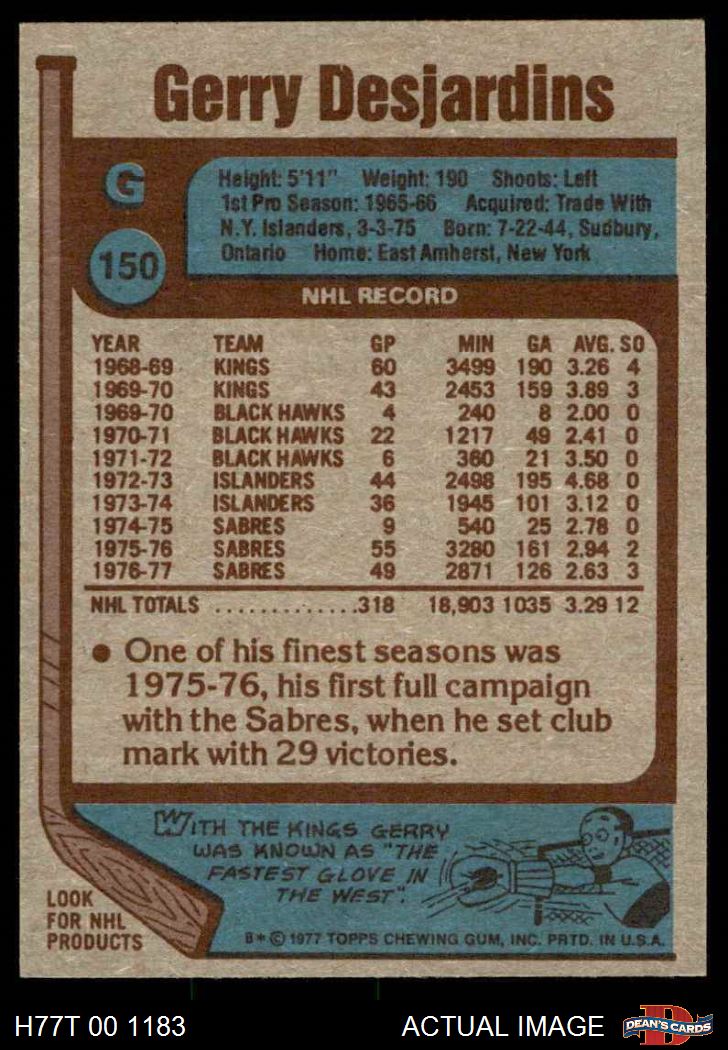 Gerry Desjardins
G
150
Height: 5'11" Weight: 190 Shoots: Left
1st Pro Season: 1965-66 Acquired: Trade With
N.Y. Islanders, 3-3-75 Born: 7-22-44, Sudbury,
Ontario Home: East Amherst, New York
NHL RECORD
YEAR TEAM GP MIN GA AVG. SO
1968-69 KINGS 60 3499 190 3.26 4
1969-70 KINGS 43 2453 159 3.89 3
1969-70 BLACK HAWKS 4 240 8 2.00 0
1970-71 BLACK HAWKS 22 1217 49 2.41 0
1971-72 BLACK HAWKS 6 360 21 3.50 0
1972-73 ISLANDERS 44 2498 195 4.68 0
1973-74 ISLANDERS 36 1945 101 3.12 0
1974-75 SABRES 9 540 25 2.78 0
1975-76 SABRES 55 3280 161 2.94 2
1976-77 SABRES 49 2871 126 2.63 3
NHL TOTALS ..............318 18,903 1035 3.29 12
● One of his finest seasons was
1975-76, his first full campaign
with the Sabres, when he set club
mark with 29 victories.
WITH THE KINGS GERRY
WAS KNOWN AS "THE
FASTEST GLOVE IN
THE WEST".
LOOK
FOR NHL
PRODUCTS
B * © 1977 TOPPS CHEWING GUM, INC. PRTD. IN U.S.A.
H77T 00 1183 ACTUAL IMAGE
D
DEAN'S CARDS